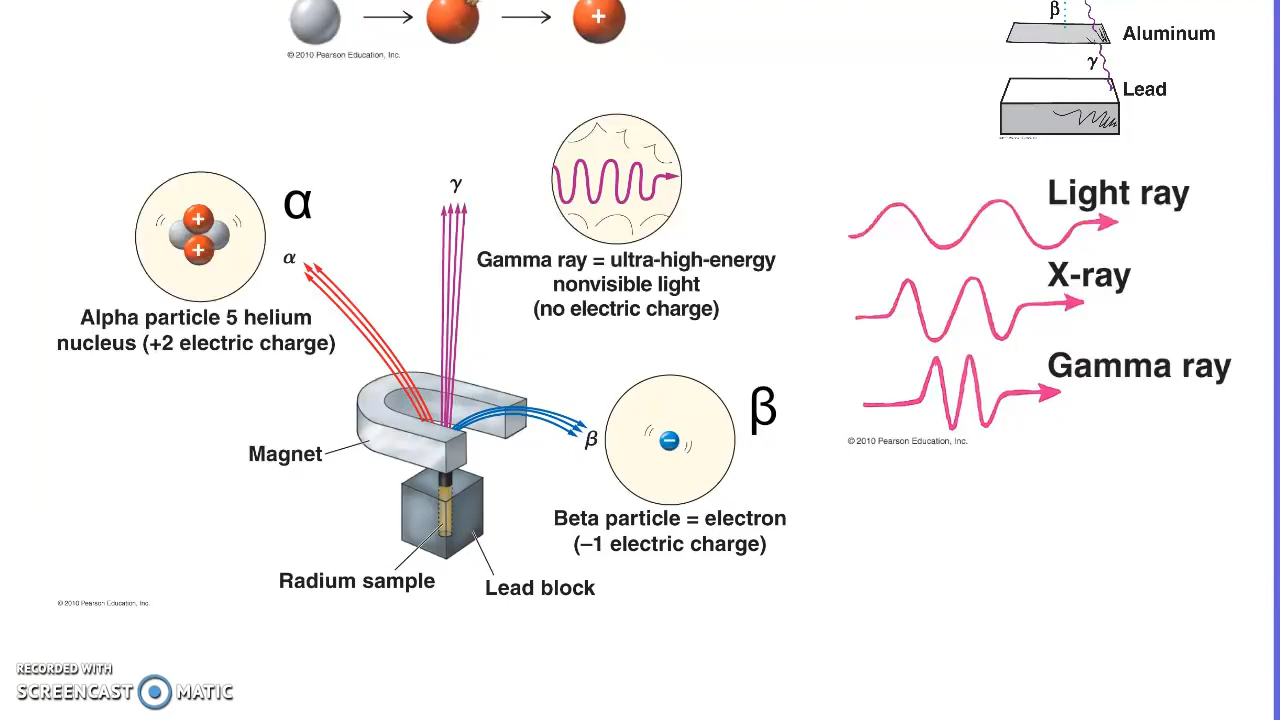 +
© 2010 Pearson Education, Inc.
β
Aluminum
γ
Lead
α
α
+
+
Alpha particle 5 helium
nucleus (+2 electric charge)
γ
Gamma ray = ultra-high-energy
nonvisible light
(no electric charge)
Light ray
X-ray
Gamma ray
© 2010 Pearson Education, Inc.
Magnet
β
β
−
Beta particle = electron
(–1 electric charge)
Radium sample
Lead block
© 2010 Pearson Education, Inc.
RECORDED WITH
SCREENCAST MATIC